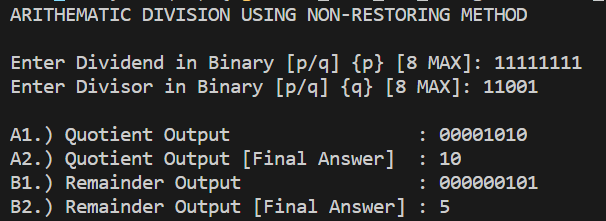 ARITHEMATIC DIVISION USING NON-RESTORING METHOD
Enter Dividend in Binary [p/q] {p} [8 MAX]: 11111111
Enter Divisor in Binary [p/q] {q} [8 MAX]: 11001
A1.) Quotient Output : 00001010
A2.) Quotient Output [Final Answer] : 10
B1.) Remainder Output : 000000101
B2.) Remainder Output [Final Answer] : 5